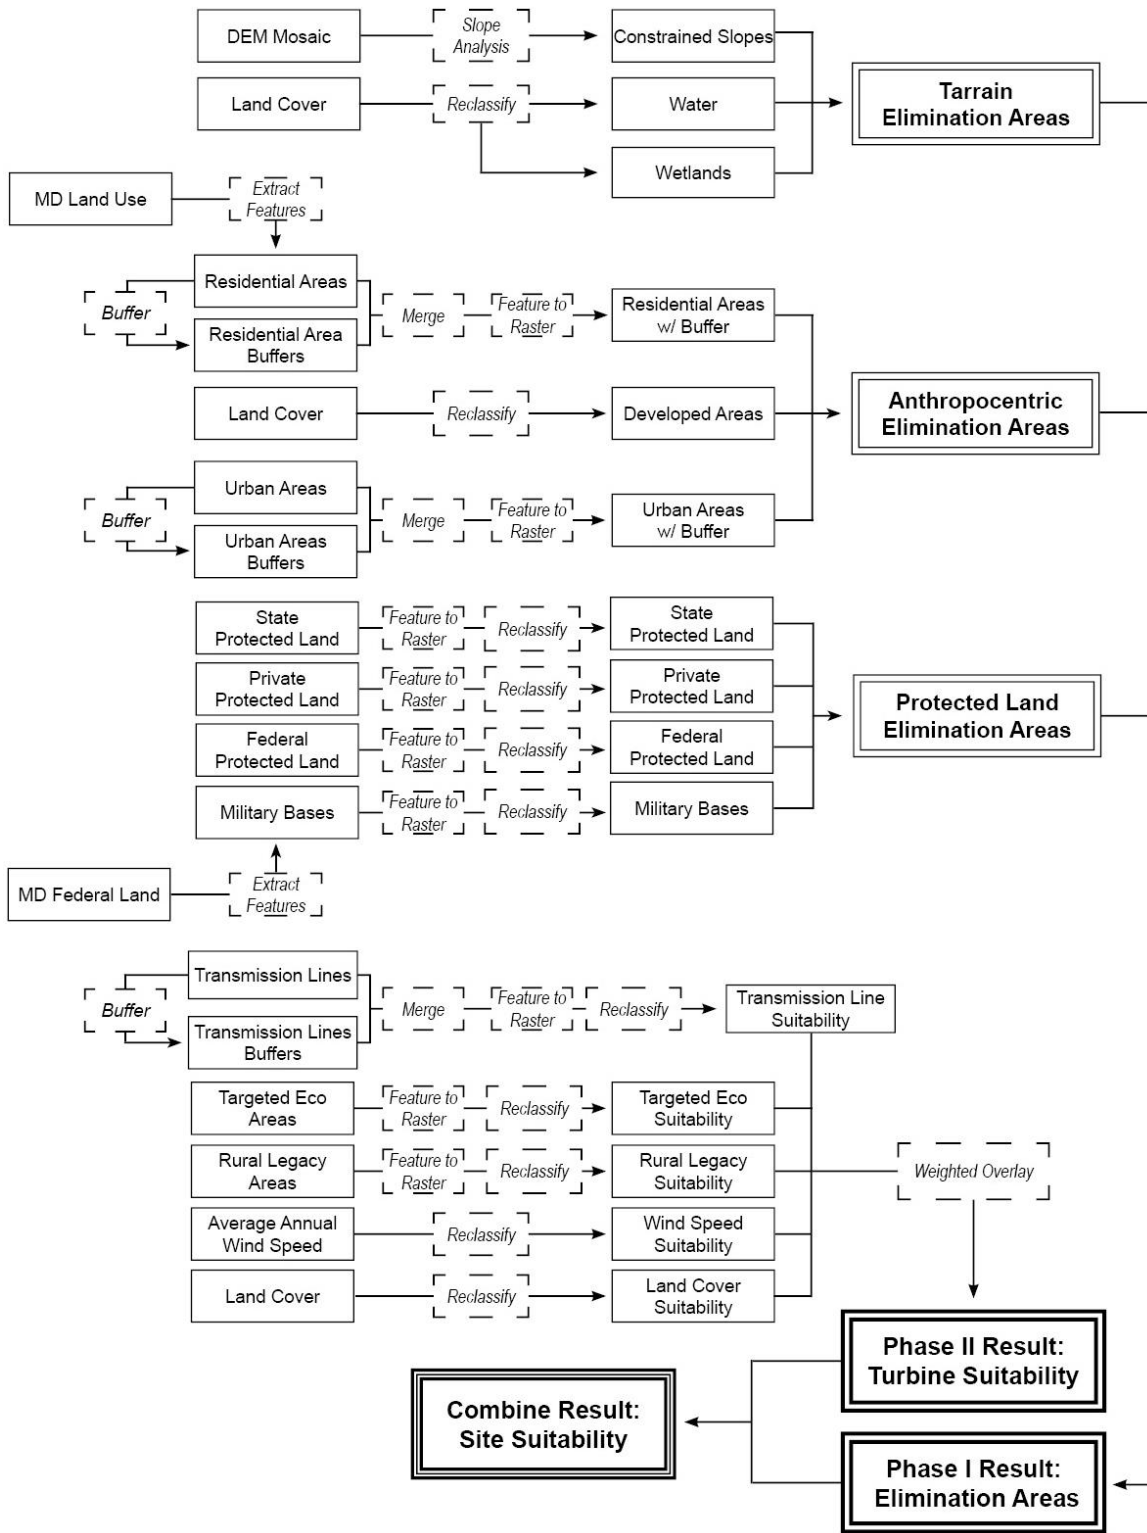 DEM Mosaic
Slope
Analysis
Constrained Slopes
Land Cover
Reclassify
Water
Wetlands
Tarrain
Elimination Areas
MD Land Use
Extract
Features
Residential Areas
Buffer
Residential Area
Buffers
Merge
Feature to
Raster
Residential Areas
w/ Buffer
Land Cover
Reclassify
Developed Areas
Anthropocentric
Elimination Areas
Urban Areas
Buffer
Urban Areas
Buffers
Merge
Feature to
Raster
Urban Areas
w/ Buffer
State
Protected Land
Feature to
Raster
Reclassify
State
Protected Land
Private
Protected Land
Feature to
Raster
Reclassify
Private
Protected Land
Federal
Protected Land
Feature to
Raster
Reclassify
Federal
Protected Land
Military Bases
Feature to
Raster
Reclassify
Military Bases
Protected Land
Elimination Areas
MD Federal Land
Extract
Features
Transmission Lines
Buffer
Transmission Lines
Buffers
Merge
Feature to
Raster
Reclassify
Transmission Line
Suitability
Targeted Eco
Areas
Feature to
Raster
Reclassify
Targeted Eco
Suitability
Rural Legacy
Areas
Feature to
Raster
Reclassify
Rural Legacy
Suitability
Weighted Overlay
Average Annual
Wind Speed
Reclassify
Wind Speed
Suitability
Land Cover
Reclassify
Land Cover
Suitability
Phase II Result:
Turbine Suitability
Combine Result:
Site Suitability
Phase I Result:
Elimination Areas